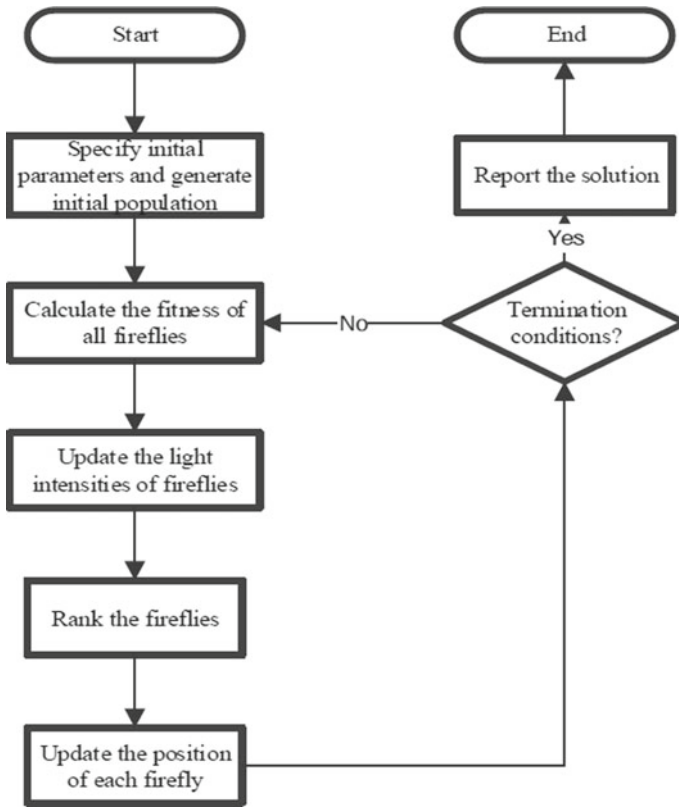 Start
Specify initial
parameters and generate
initial population
Calculate the fitness of
all fireflies
Update the light
intensities of fireflies
Rank the fireflies
Update the position
of each firefly
Termination
conditions?
No
Yes
Report the solution
End